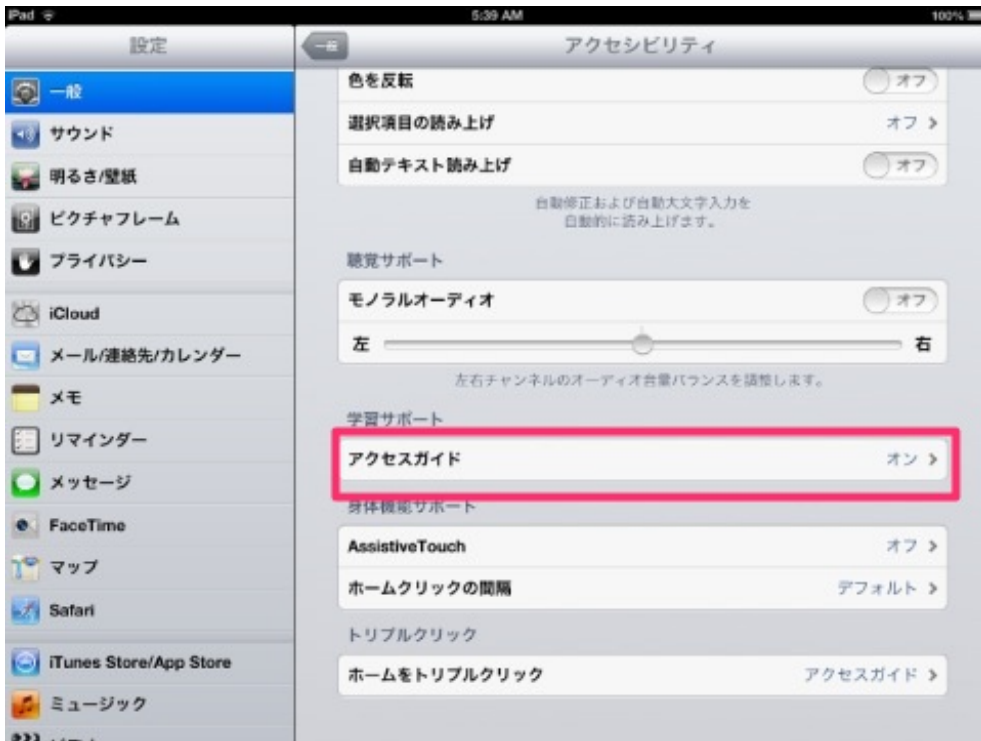 iPad
5:39 AM
100%
設定
一般
アクセシビリティ
一般
サウンド
明るさ/壁紙
ピクチャフレーム
プライバシー
iCloud
メール/連絡先/カレンダー
メモ
リマインダー
メッセージ
FaceTime
マップ
Safari
iTunes Store/App Store
ミュージック
色を反転
オフ
選択項目の読み上げ
オフ
自動テキスト読み上げ
オフ
自動修正および自動大文字入力を
自動的に読み上げます。
聴覚サポート
モノラルオーディオ
オフ
左
右
左右チャンネルのオーディオ音量バランスを調整します。
学習サポート
アクセスガイド
オン
身体機能サポート
AssistiveTouch
オフ
ホームクリックの間隔
デフォルト
トリプルクリック
ホームをトリプルクリック
アクセスガイド